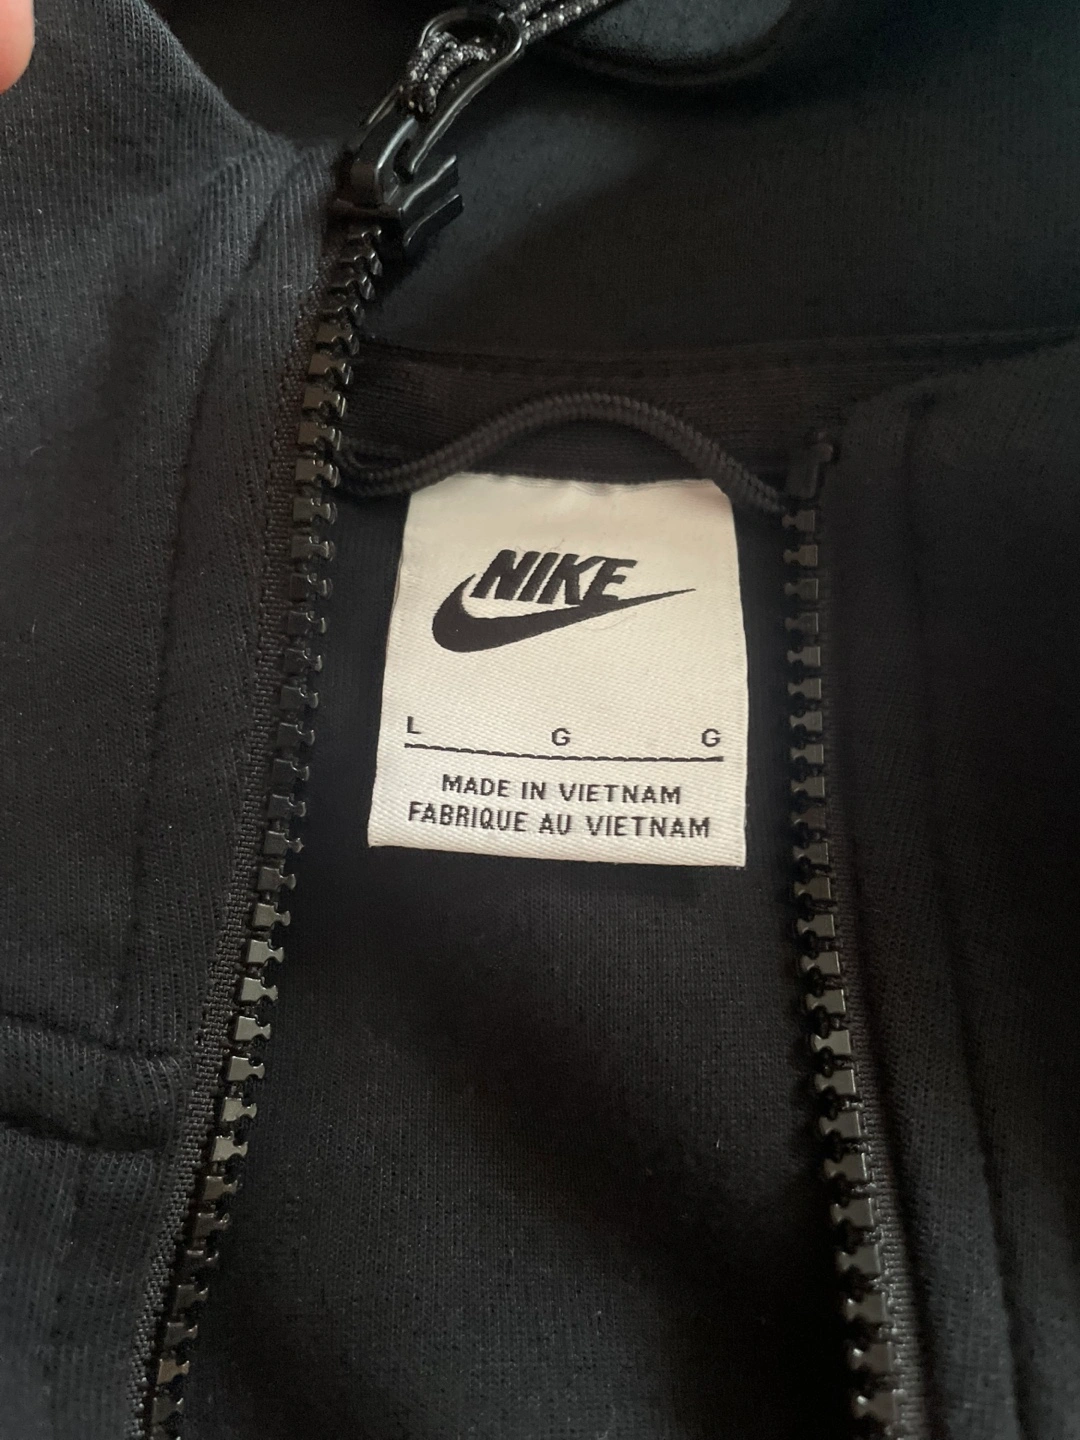 NIKE
L G G
MADE IN VIETNAM
FABRIQUE AU VIETNAM